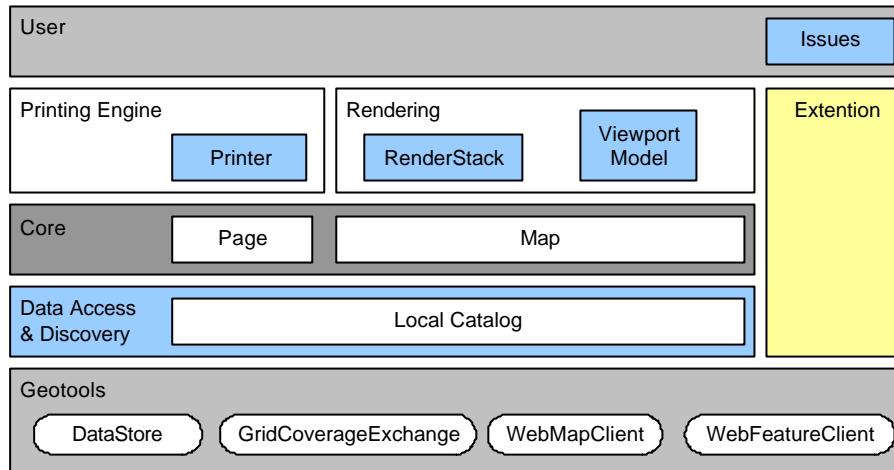 User
Issues
Printing Engine
Rendering
Extention
Printer
RenderStack
Viewport
Model
Core
Page
Map
Data Access
& Discovery
Local Catalog
Geotools
DataStore
GridCoverageExchange
WebMapClient
WebFeatureClient